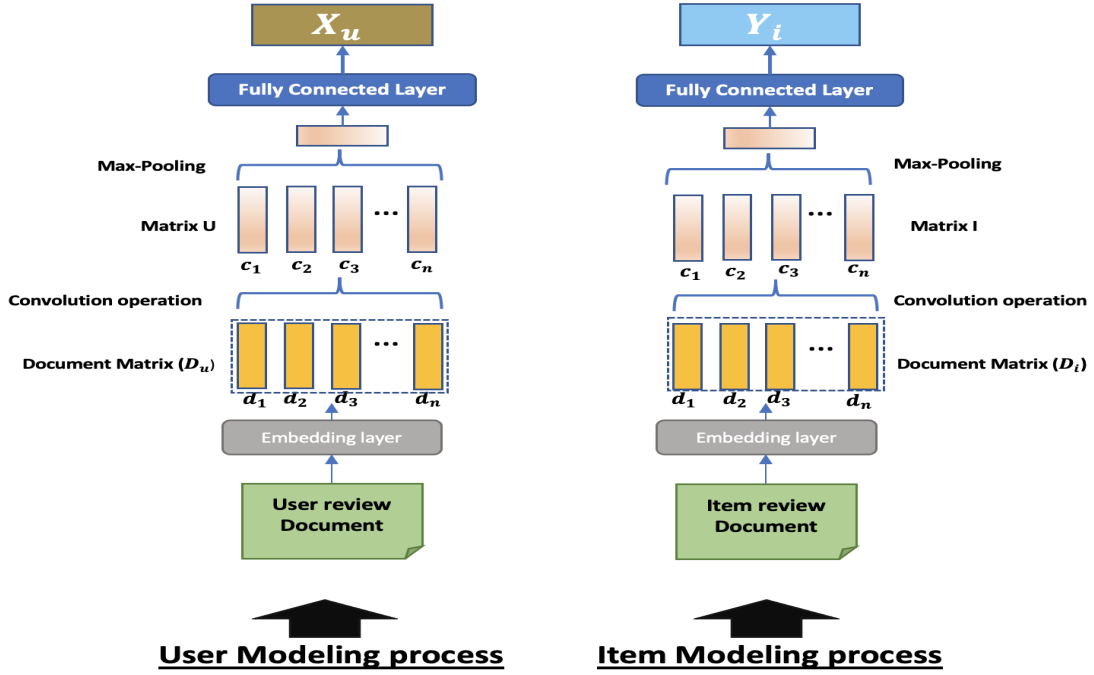 X_u
Fully Connected Layer
Max-Pooling
Matrix U
...
c_1 c_2 c_3 c_n
Convolution operation
Document Matrix (D_u)
...
d_1 d_2 d_3 d_n
Embedding layer
User review
Document
User Modeling process
Y_i
Fully Connected Layer
Max-Pooling
Matrix I
...
c_1 c_2 c_3 c_n
Convolution operation
Document Matrix (D_i)
...
d_1 d_2 d_3 d_n
Embedding layer
Item review
Document
Item Modeling process